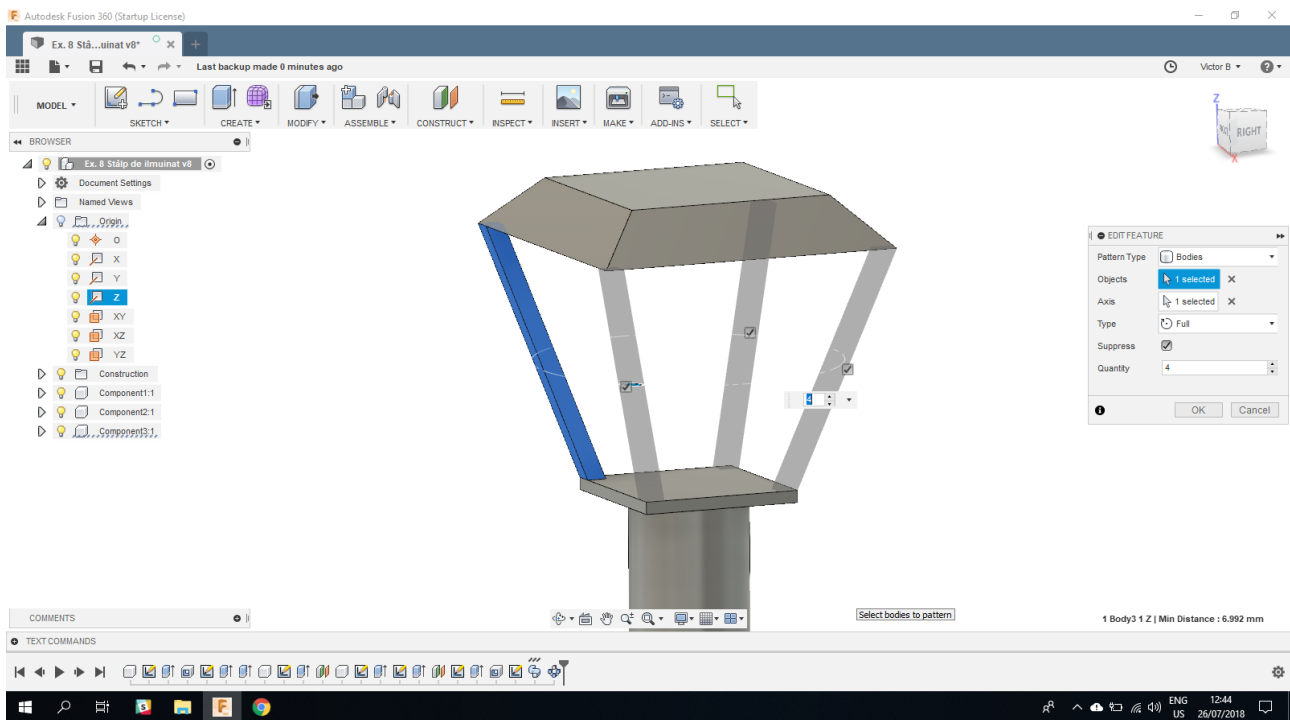 Autodesk Fusion 360 (Startup License)
Ex. 8 Stâ...uinat v8*
Last backup made 0 minutes ago
Victor B
MODEL
SKETCH
CREATE
MODIFY
ASSEMBLE
CONSTRUCT
INSPECT
INSERT
MAKE
ADD-INS
SELECT
BROWSER
Ex. 8 Stâlp de ilmuinat v8
Document Settings
Named Views
Origin
O
X
Y
Z
XY
XZ
YZ
Construction
Component1:1
Component2:1
Component3:1
Z
RIGHT
X
EDIT FEATURE
Pattern Type Bodies
Objects 1 selected
Axis 1 selected
Type Full
Suppress
Quantity 4
OK Cancel
4
COMMENTS
Select bodies to pattern
1 Body3 1 Z | Min Distance : 6.992 mm
TEXT COMMANDS
ENG 12:44
US 26/07/2018